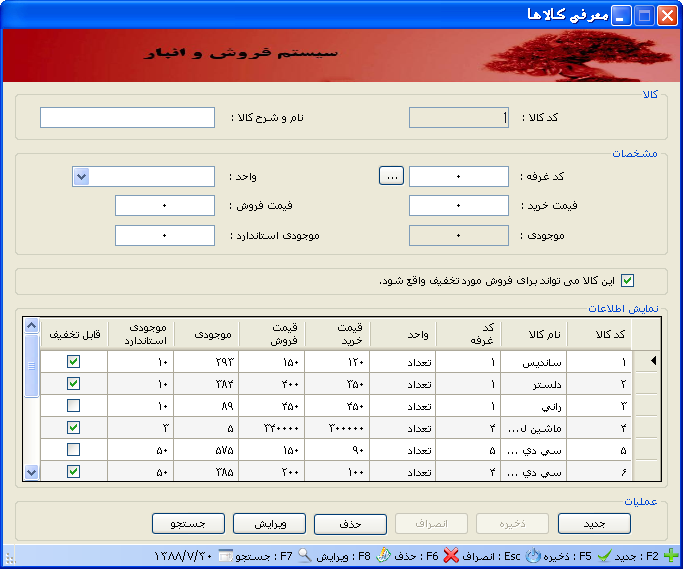 معرفی کالاها
سیستم فروش و انبار
کالا
کد کالا : 1
نام و شرح کالا :
مشخصات
کد غرفه : ۰ ...
واحد :
قیمت خرید : ۰
قیمت فروش : ۰
موجودی : ۰
موجودی استاندارد : ۰
این کالا می تواند برای فروش مورد تخفیف واقع شود.
نمایش اطلاعات
کد کالا نام کالا کد غرفه واحد قیمت خرید قیمت فروش موجودی موجودی استاندارد قابل تخفیف
۱ سانديس ۱ تعداد ۱۲۰ ۱۵۰ ۲۹۳ ۱۰
۲ دلستر ۱ تعداد ۳۵۰ ۴۰۰ ۳۸۴ ۱۰
۳ راني ۱ تعداد ۴۵۰ ۴۵۰ ۸۹ ۱۰
۴ ماشين ل... ۴ تعداد ۳۰۰۰۰۰ ۳۴۰۰۰۰ ۵ ۳
۵ سي دي ... ۵ تعداد ۹۰ ۱۵۰ ۵۷۵ ۵۰
۶ سي دي ... ۴ تعداد ۱۰۰ ۲۰۰ ۳۸۵ ۵۰
عملیات
جدید ذخیره انصراف حذف ویرایش جستجو
F2 : جدید F5 : ذخیره Esc : انصراف F6 : حذف F8 : ویرایش F7 : جستجو ۱۳۸۸/۷/۲۰